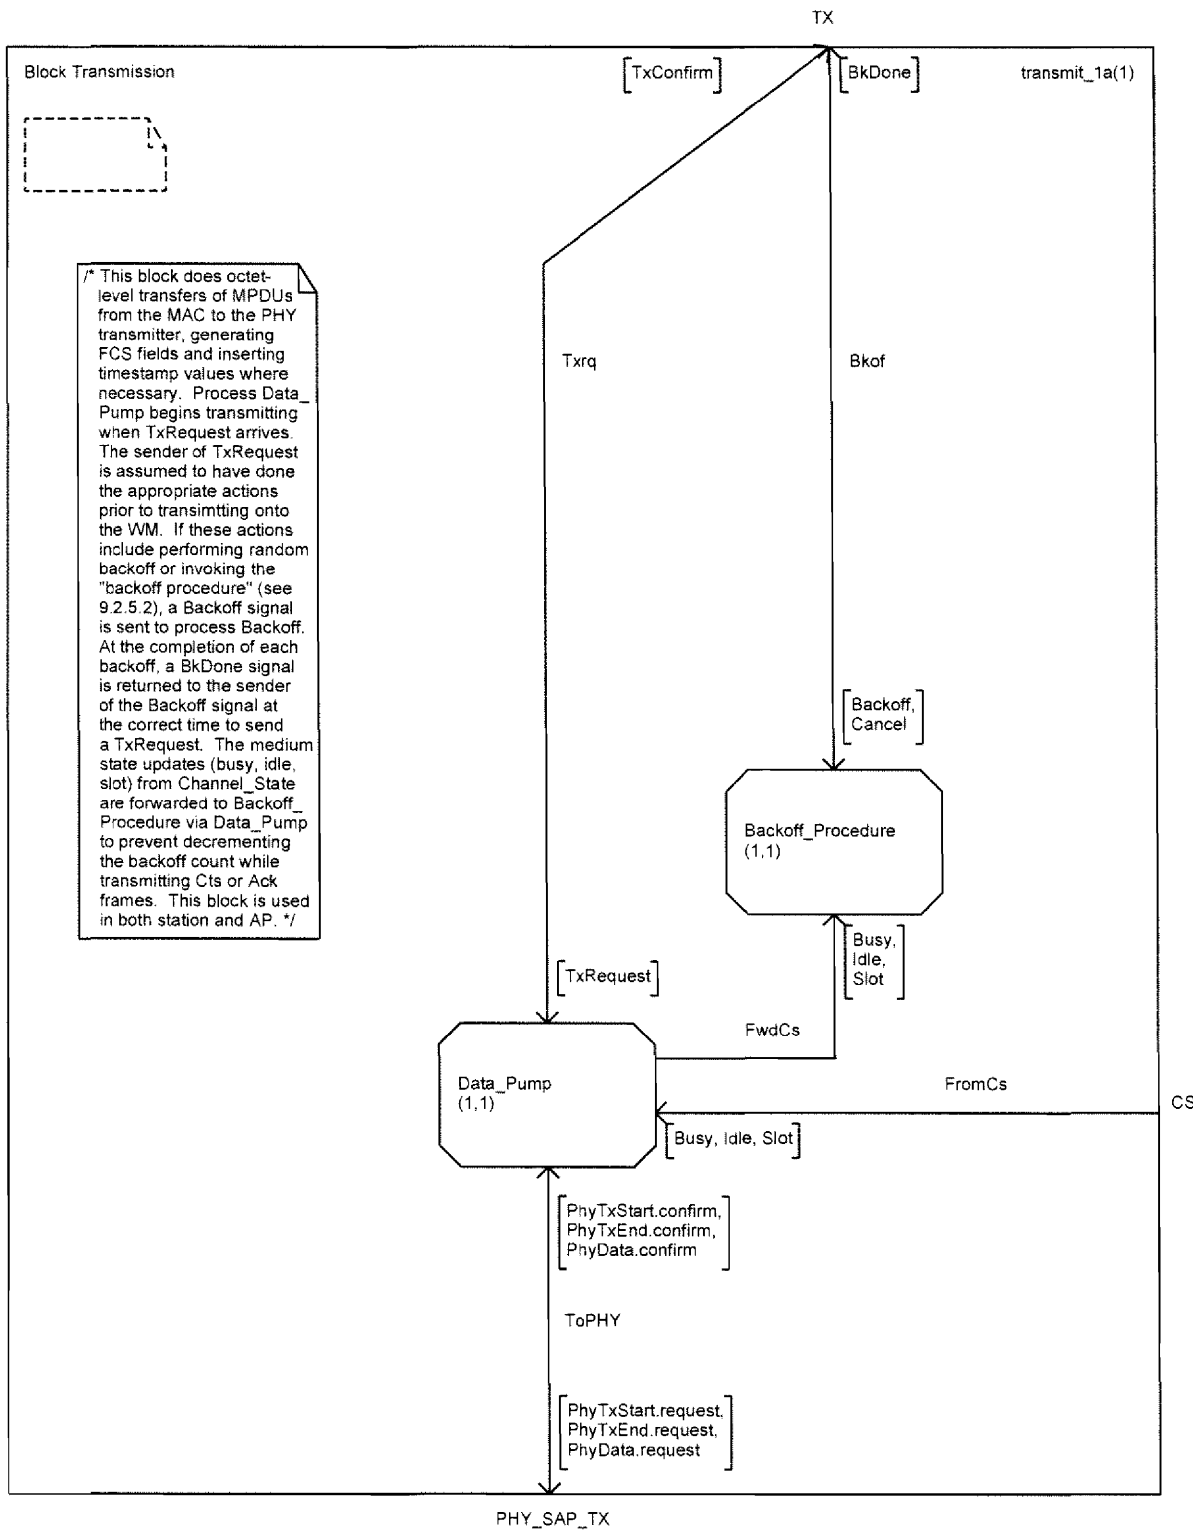 TX
Block Transmission
[TxConfirm]
[BkDone]
transmit_1a(1)
/* This block does octet-
level transfers of MPDUs
from the MAC to the PHY
transmitter, generating
FCS fields and inserting
timestamp values where
necessary. Process Data_
Pump begins transmitting
when TxRequest arrives.
The sender of TxRequest
is assumed to have done
the appropriate actions
prior to transimtting onto
the WM. If these actions
include performing random
backoff or invoking the
"backoff procedure" (see
9.2.5.2), a Backoff signal
is sent to process Backoff.
At the completion of each
backoff, a BkDone signal
is returned to the sender
of the Backoff signal at
the correct time to send
a TxRequest. The medium
state updates (busy, idle,
slot) from Channel_State
are forwarded to Backoff_
Procedure via Data_Pump
to prevent decrementing
the backoff count while
transmitting Cts or Ack
frames. This block is used
in both station and AP. */
Txrq
Bkof
[Backoff,
Cancel]
Backoff_Procedure
(1,1)
[Busy,
Idle,
Slot]
[TxRequest]
FwdCs
Data_Pump
(1,1)
FromCs
CS
[Busy, Idle, Slot]
[PhyTxStart.confirm,
PhyTxEnd.confirm,
PhyData.confirm]
ToPHY
[PhyTxStart.request,
PhyTxEnd.request,
PhyData.request]
PHY_SAP_TX